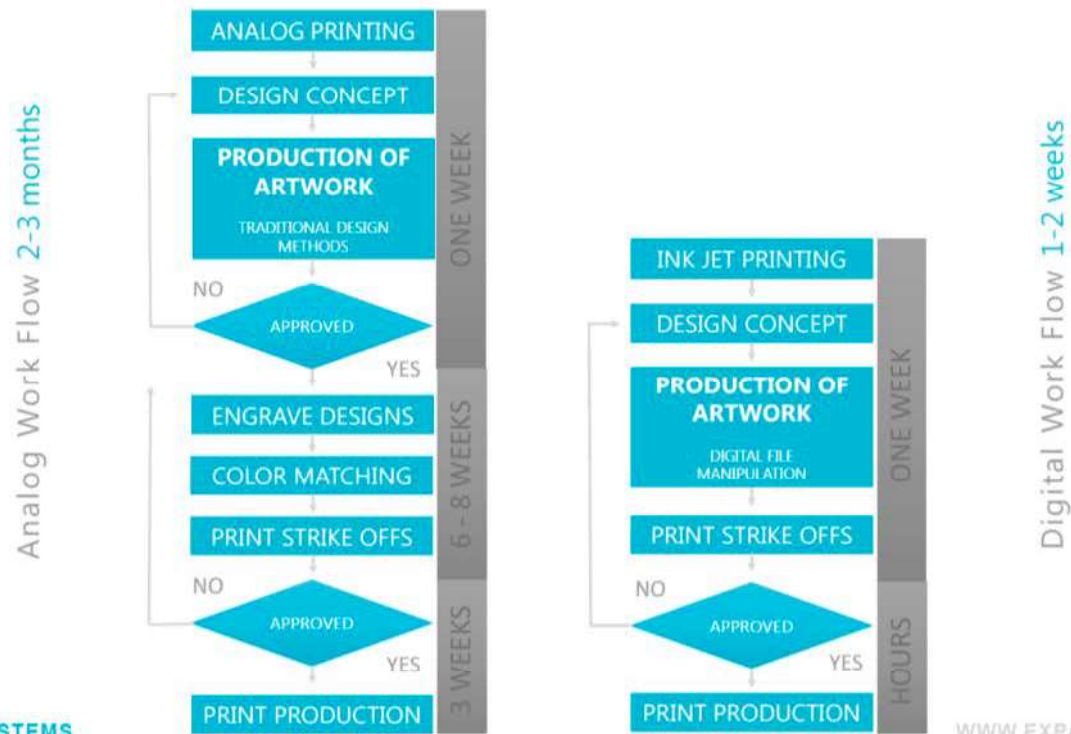 Analog Work Flow 2-3 months
ANALOG PRINTING
DESIGN CONCEPT
PRODUCTION OF
ARTWORK
TRADITIONAL DESIGN
METHODS
NO
APPROVED
YES
ENGRAVE DESIGNS
COLOR MATCHING
PRINT STRIKE OFFS
NO
APPROVED
YES
PRINT PRODUCTION
ONE WEEK
6 - 8 WEEKS
3 WEEKS
INK JET PRINTING
DESIGN CONCEPT
PRODUCTION OF
ARTWORK
DIGITAL FILE
MANIPULATION
PRINT STRIKE OFFS
NO
APPROVED
YES
PRINT PRODUCTION
ONE WEEK
HOURS
Digital Work Flow 1-2 weeks